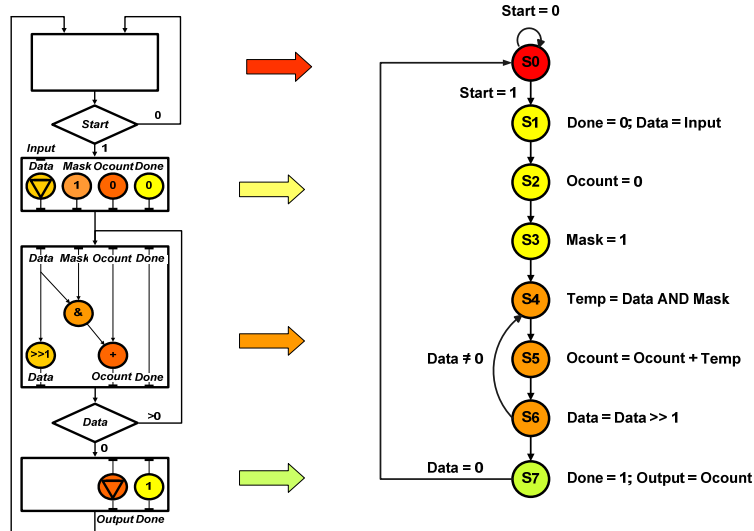 Start
0
1
Input
Data Mask Ocount Done
1 0 0
Data Mask Ocount Done
&
>>1 +
Data Ocount Done
Data
>0
0
1
Output Done
Start = 0
S0
Start = 1
S1 Done = 0; Data = Input
S2 Ocount = 0
S3 Mask = 1
S4 Temp = Data AND Mask
Data ≠ 0
S5 Ocount = Ocount + Temp
S6 Data = Data >> 1
Data = 0
S7 Done = 1; Output = Ocount